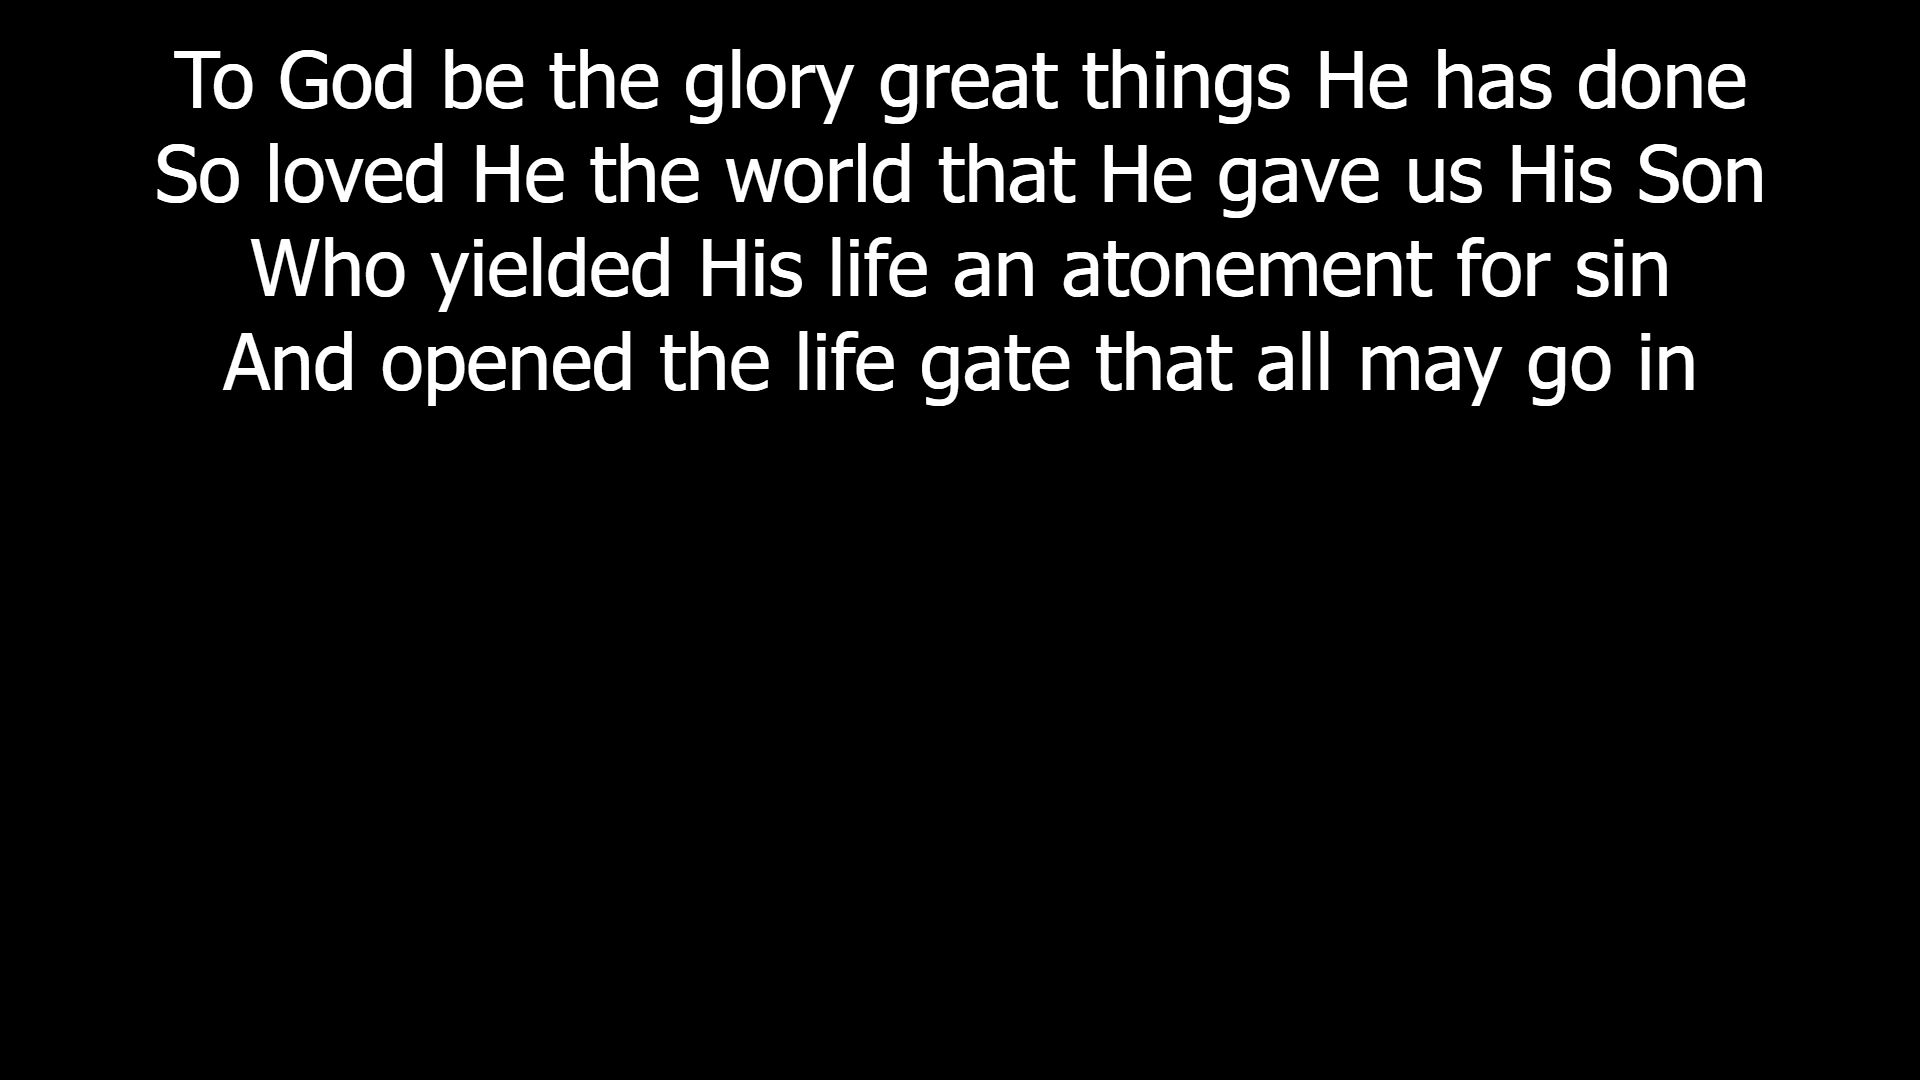 To God be the glory great things He has done
So loved He the world that He gave us His Son
Who yielded His life an atonement for sin
And opened the life gate that all may go in